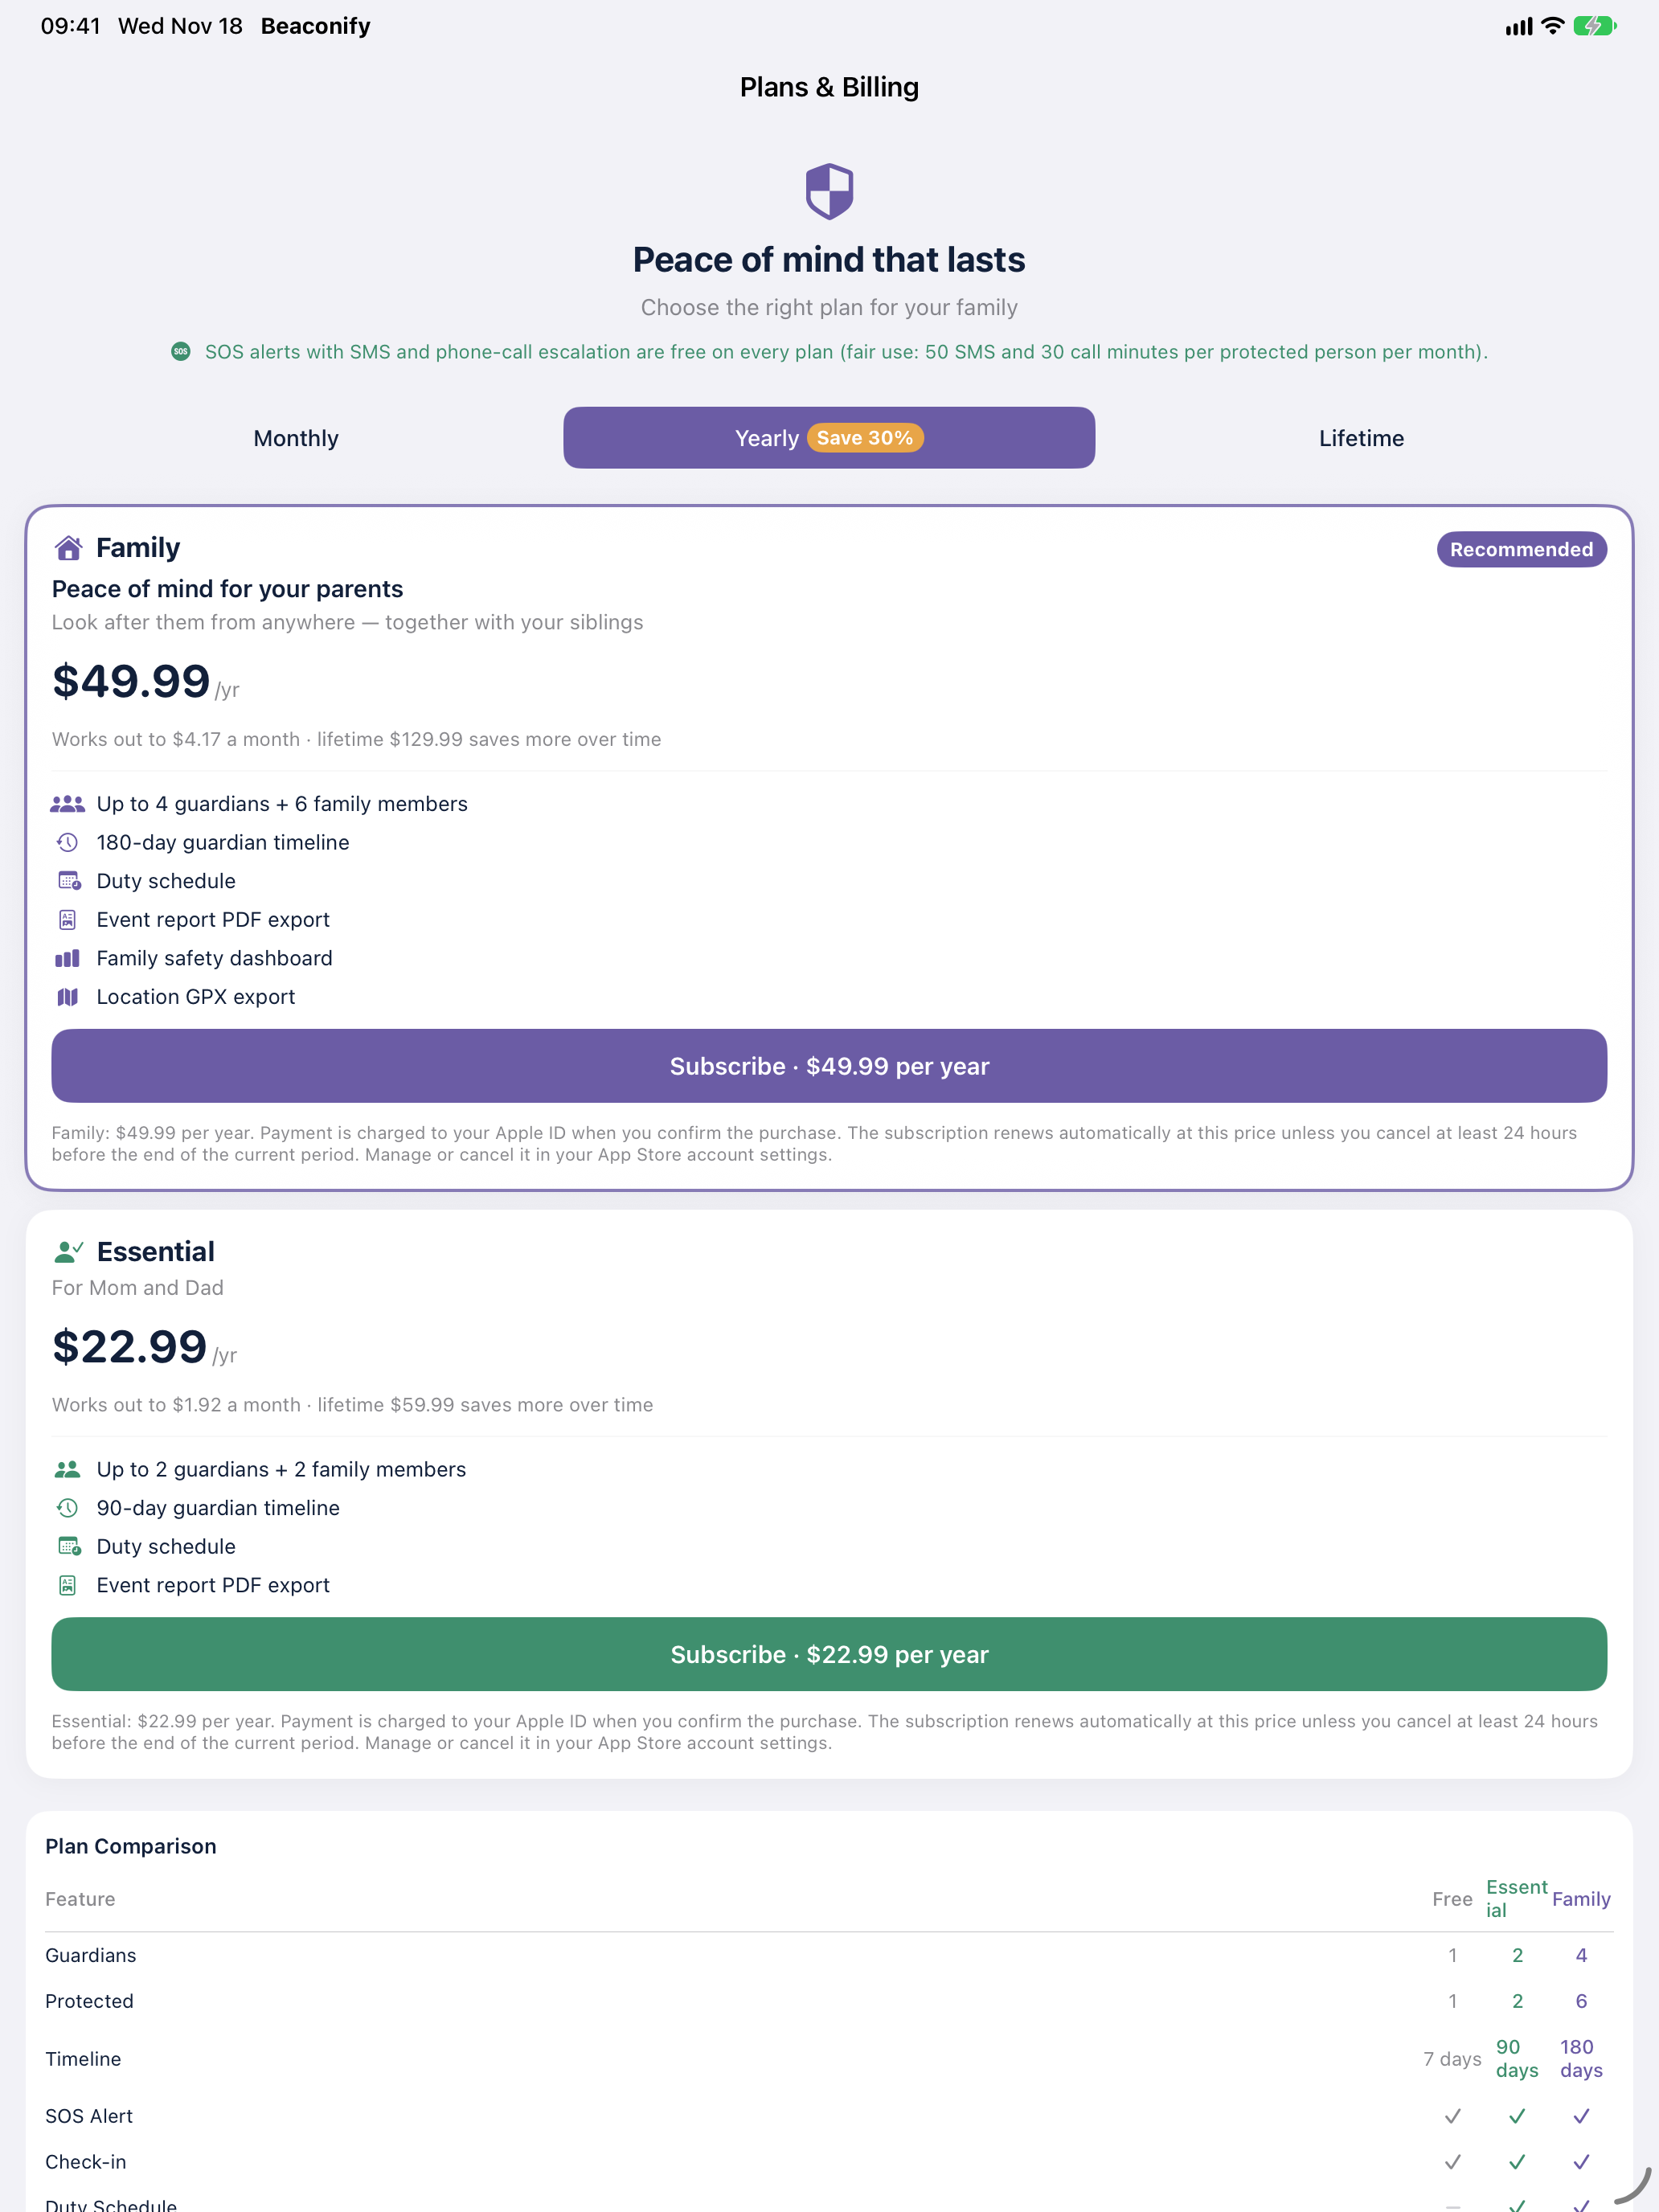 09:41 Wed Nov 18 Beaconify
Plans & Billing
Peace of mind that lasts
Choose the right plan for your family
SOS SOS alerts with SMS and phone-call escalation are free on every plan (fair use: 50 SMS and 30 call minutes per protected person per month).
Monthly Yearly Save 30% Lifetime
Family Recommended
Peace of mind for your parents
Look after them from anywhere — together with your siblings
$49.99 /yr
Works out to $4.17 a month · lifetime $129.99 saves more over time
Up to 4 guardians + 6 family members
180-day guardian timeline
Duty schedule
Event report PDF export
Family safety dashboard
Location GPX export
Subscribe · $49.99 per year
Family: $49.99 per year. Payment is charged to your Apple ID when you confirm the purchase. The subscription renews automatically at this price unless you cancel at least 24 hours
before the end of the current period. Manage or cancel it in your App Store account settings.
Essential
For Mom and Dad
$22.99 /yr
Works out to $1.92 a month · lifetime $59.99 saves more over time
Up to 2 guardians + 2 family members
90-day guardian timeline
Duty schedule
Event report PDF export
Subscribe · $22.99 per year
Essential: $22.99 per year. Payment is charged to your Apple ID when you confirm the purchase. The subscription renews automatically at this price unless you cancel at least 24 hours
before the end of the current period. Manage or cancel it in your App Store account settings.
Plan Comparison
Feature Free Essent
ial Family
Guardians 1 2 4
Protected 1 2 6
Timeline 7 days 90
days 180
days
SOS Alert ✓ ✓ ✓
Check-in ✓ ✓ ✓
Duty Schedule — ✓ ✓